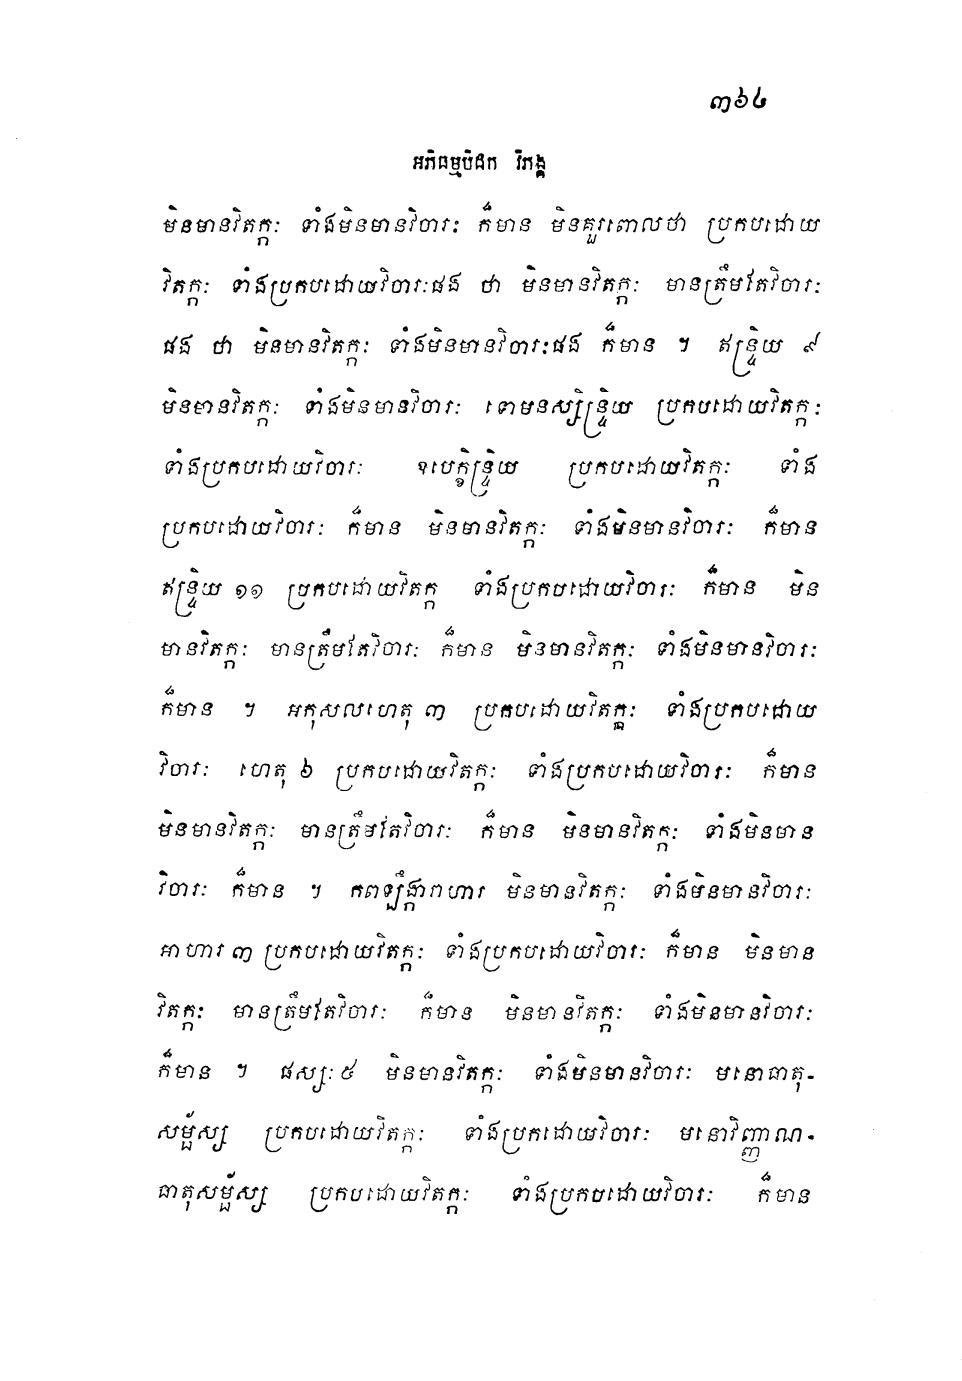 ៣៦៤
អភិធម្មបិដក វិភង្គ
មិនមានវិតក្កៈ ទាំងមិនមានវិចារៈ ក៏មាន មិនគួរពោលថា ប្រកបដោយ
វិតក្កៈ ទាំងប្រកបដោយវិចារៈផង ថា មិនមានវិតក្កៈ មានត្រឹមតែវិចារៈ
ផង ថា មិនមានវិតក្កៈ ទាំងមិនមានវិចារៈផង ក៏មាន ។ ឥន្ទ្រិយ ៩
មិនមានវិតក្កៈ ទាំងមិនមានវិចារៈ ទោមនស្សិន្ទ្រិយ ប្រកបដោយវិតក្កៈ
ទាំងប្រកបដោយវិចារៈ ឧបេក្ខិន្ទ្រិយ ប្រកបដោយវិតក្កៈ ទាំង
ប្រកបដោយវិចារៈ ក៏មាន មិនមានវិតក្កៈ ទាំងមិនមានវិចារៈ ក៏មាន
ឥន្ទ្រិយ ១១ ប្រកបដោយវិតក្ក ទាំងប្រកបដោយវិចារៈ ក៏មាន មិន
មានវិតក្កៈ មានត្រឹមតែវិចារៈ ក៏មាន មិនមានវិតក្កៈ ទាំងមិនមានវិចារៈ
ក៏មាន ។ អកុសលហេតុ ៣ ប្រកបដោយវិតក្កៈ ទាំងប្រកបដោយ
វិចារៈ ហេតុ ៦ ប្រកបដោយវិតក្កៈ ទាំងប្រកបដោយវិចារៈ ក៏មាន
មិនមានវិតក្កៈ មានត្រឹមតែវិចារៈ ក៏មាន មិនមានវិតក្កៈ ទាំងមិនមាន
វិចារៈ ក៏មាន ។ កពឡីង្ការាហារ មិនមានវិតក្កៈ ទាំងមិនមានវិចារៈ
អាហារ ៣ ប្រកបដោយវិតក្កៈ ទាំងប្រកបដោយវិចារៈ ក៏មាន មិនមាន
វិតក្កៈ មានត្រឹមតែវិចារៈ ក៏មាន មិនមានវិតក្កៈ ទាំងមិនមានវិចារៈ
ក៏មាន ។ ផស្សៈ ៥ មិនមានវិតក្កៈ ទាំងមិនមានវិចារៈ មនោធាតុ-
សម្ផ័ស្ស ប្រកបដោយវិតក្កៈ ទាំងប្រកដោយវិចារៈ មនោវិញ្ញាណ-
ធាតុសម្ផ័ស្ស ប្រកបដោយវិតក្កៈ ទាំងប្រកបដោយវិចារៈ ក៏មាន